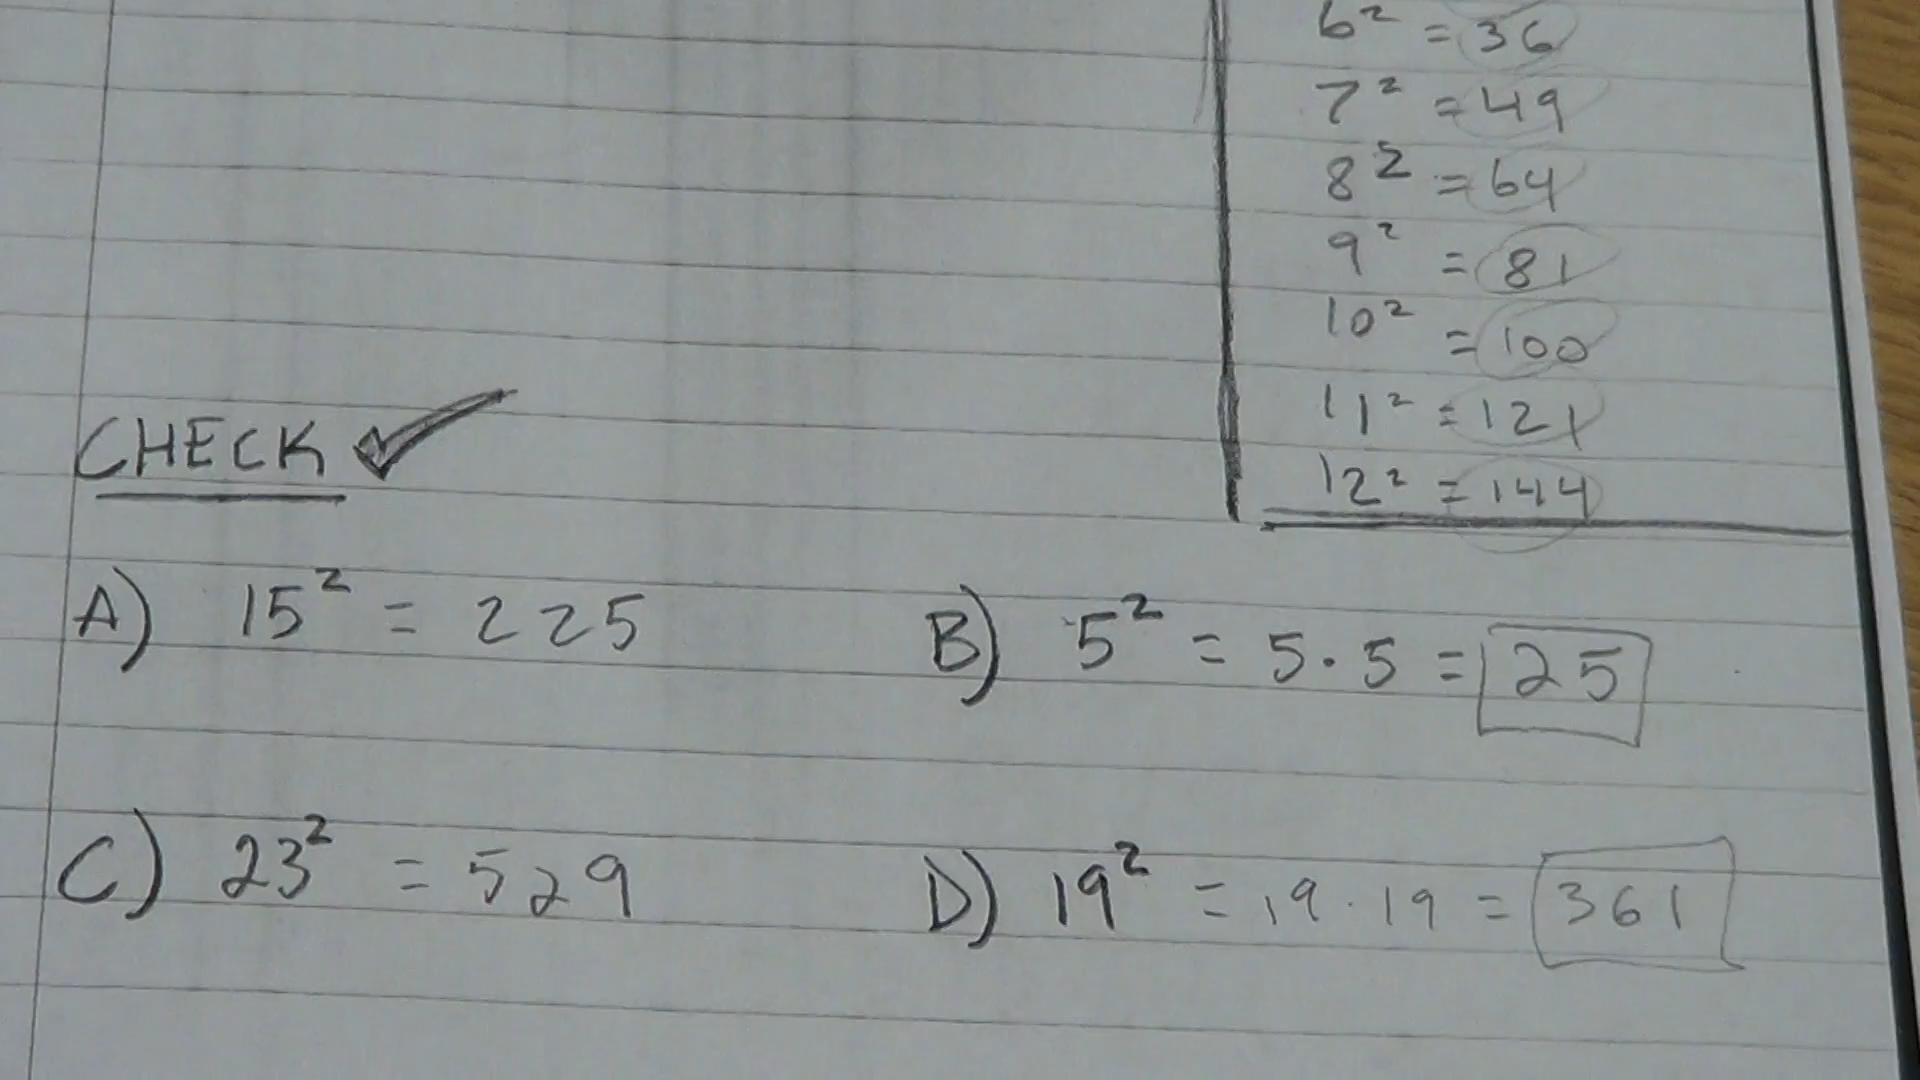 6² = 36
7² = 49
8² = 64
9² = 81
10² = 100
11² = 121
12² = 144
CHECK ✓
A) 15² = 225
B) 5² = 5·5 = 25
C) 23² = 529
D) 19² = 19·19 = 361